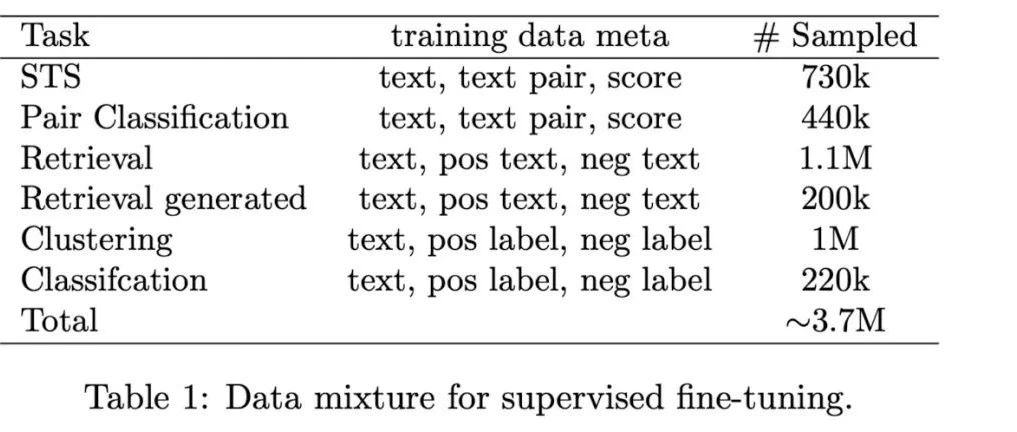 Task training data meta # Sampled
STS text, text pair, score 730k
Pair Classification text, text pair, score 440k
Retrieval text, pos text, neg text 1.1M
Retrieval generated text, pos text, neg text 200k
Clustering text, pos label, neg label 1M
Classifcation text, pos label, neg label 220k
Total ~3.7M
Table 1: Data mixture for supervised fine-tuning.